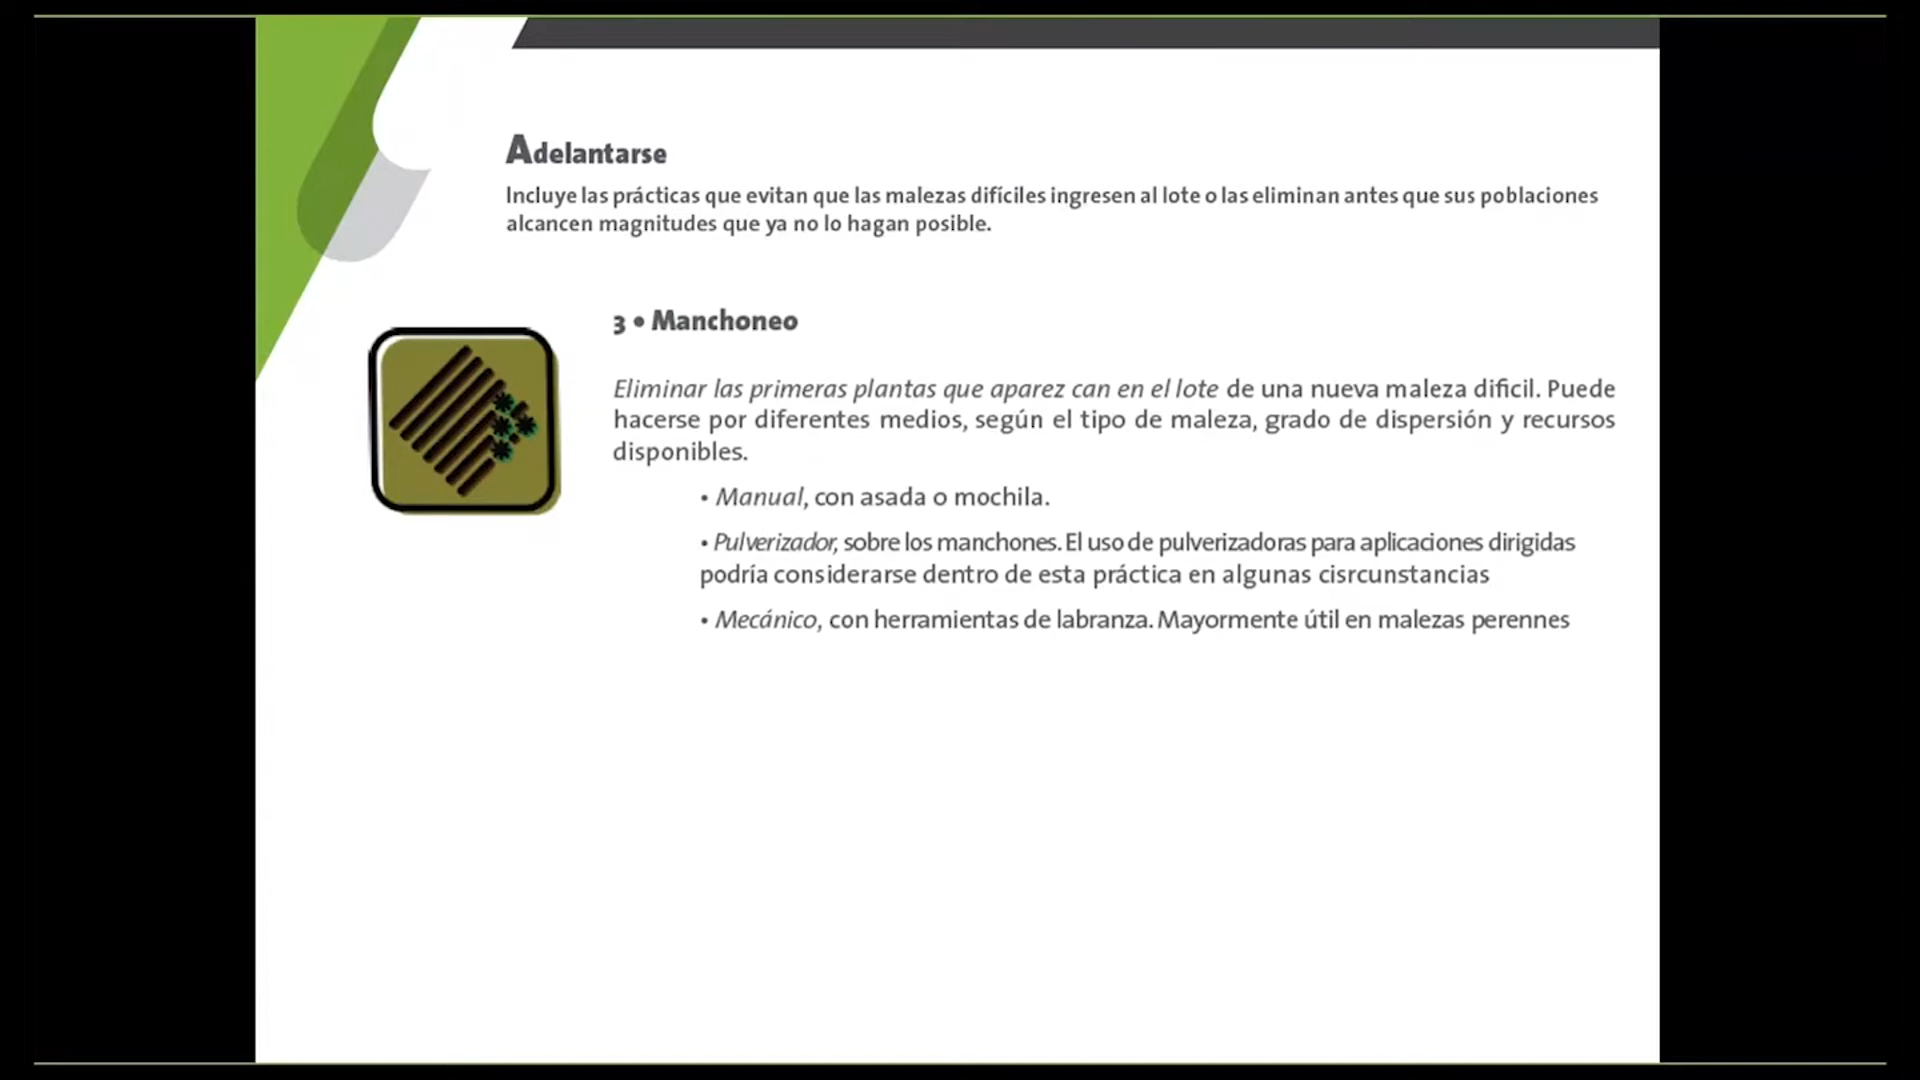 Adelantarse
Incluye las prácticas que evitan que las malezas difíciles ingresen al lote o las eliminan antes que sus poblaciones
alcancen magnitudes que ya no lo hagan posible.
3 • Manchoneo
Eliminar las primeras plantas que aparez can en el lote de una nueva maleza dificil. Puede
hacerse por diferentes medios, según el tipo de maleza, grado de dispersión y recursos
disponibles.
• Manual, con asada o mochila.
• Pulverizador, sobre los manchones. El uso de pulverizadoras para aplicaciones dirigidas
podría considerarse dentro de esta práctica en algunas cisrcunstancias
• Mecánico, con herramientas de labranza. Mayormente útil en malezas perennes